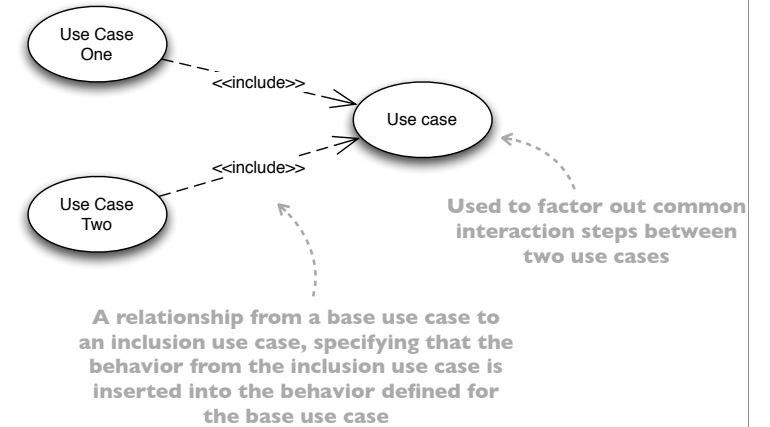 Use Case
One
<<include>>
Use case
<<include>>
Use Case
Two
Used to factor out common
interaction steps between
two use cases
A relationship from a base use case to
an inclusion use case, specifying that the
behavior from the inclusion use case is
inserted into the behavior defined for
the base use case